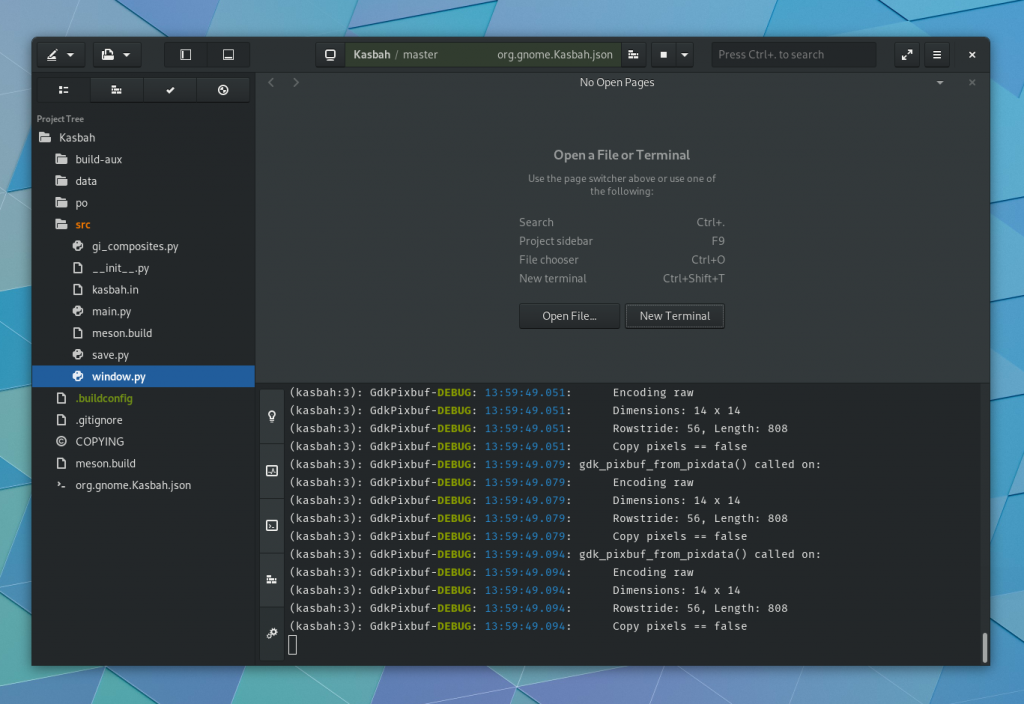 Kasbah / master org.gnome.Kasbah.json Press Ctrl+. to search
No Open Pages
Project Tree
Kasbah
build-aux
data
po
src
gi_composites.py
__init__.py
kasbah.in
main.py
meson.build
save.py
window.py
.buildconfig
.gitignore
COPYING
meson.build
org.gnome.Kasbah.json
Open a File or Terminal
Use the page switcher above or use one of
the following:
Search Ctrl+.
Project sidebar F9
File chooser Ctrl+O
New terminal Ctrl+Shift+T
Open File... New Terminal
(kasbah:3): GdkPixbuf-DEBUG: 13:59:49.051: Encoding raw
(kasbah:3): GdkPixbuf-DEBUG: 13:59:49.051: Dimensions: 14 x 14
(kasbah:3): GdkPixbuf-DEBUG: 13:59:49.051: Rowstride: 56, Length: 808
(kasbah:3): GdkPixbuf-DEBUG: 13:59:49.051: Copy pixels == false
(kasbah:3): GdkPixbuf-DEBUG: 13:59:49.079: gdk_pixbuf_from_pixdata() called on:
(kasbah:3): GdkPixbuf-DEBUG: 13:59:49.079: Encoding raw
(kasbah:3): GdkPixbuf-DEBUG: 13:59:49.079: Dimensions: 14 x 14
(kasbah:3): GdkPixbuf-DEBUG: 13:59:49.079: Rowstride: 56, Length: 808
(kasbah:3): GdkPixbuf-DEBUG: 13:59:49.079: Copy pixels == false
(kasbah:3): GdkPixbuf-DEBUG: 13:59:49.094: gdk_pixbuf_from_pixdata() called on:
(kasbah:3): GdkPixbuf-DEBUG: 13:59:49.094: Encoding raw
(kasbah:3): GdkPixbuf-DEBUG: 13:59:49.094: Dimensions: 14 x 14
(kasbah:3): GdkPixbuf-DEBUG: 13:59:49.094: Rowstride: 56, Length: 808
(kasbah:3): GdkPixbuf-DEBUG: 13:59:49.094: Copy pixels == false